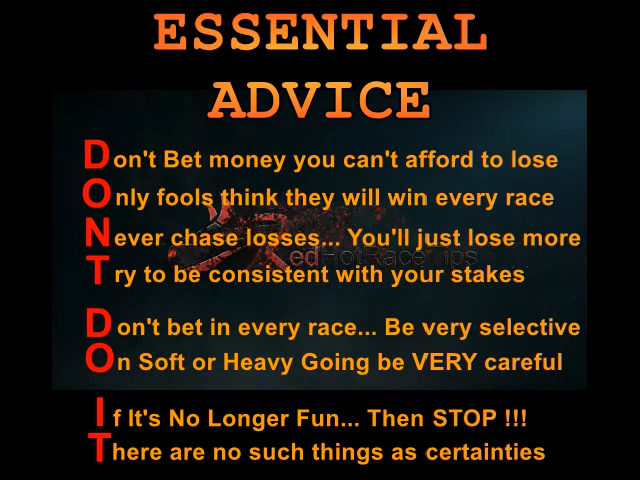 ESSENTIAL
ADVICE
Don't Bet money you can't afford to lose
Only fools think they will win every race
Never chase losses... You'll just lose more
edHotRaceTips
Try to be consistent with your stakes
Don't bet in every race... Be very selective
On Soft or Heavy Going be VERY careful
If It's No Longer Fun... Then STOP !!!
There are no such things as certainties